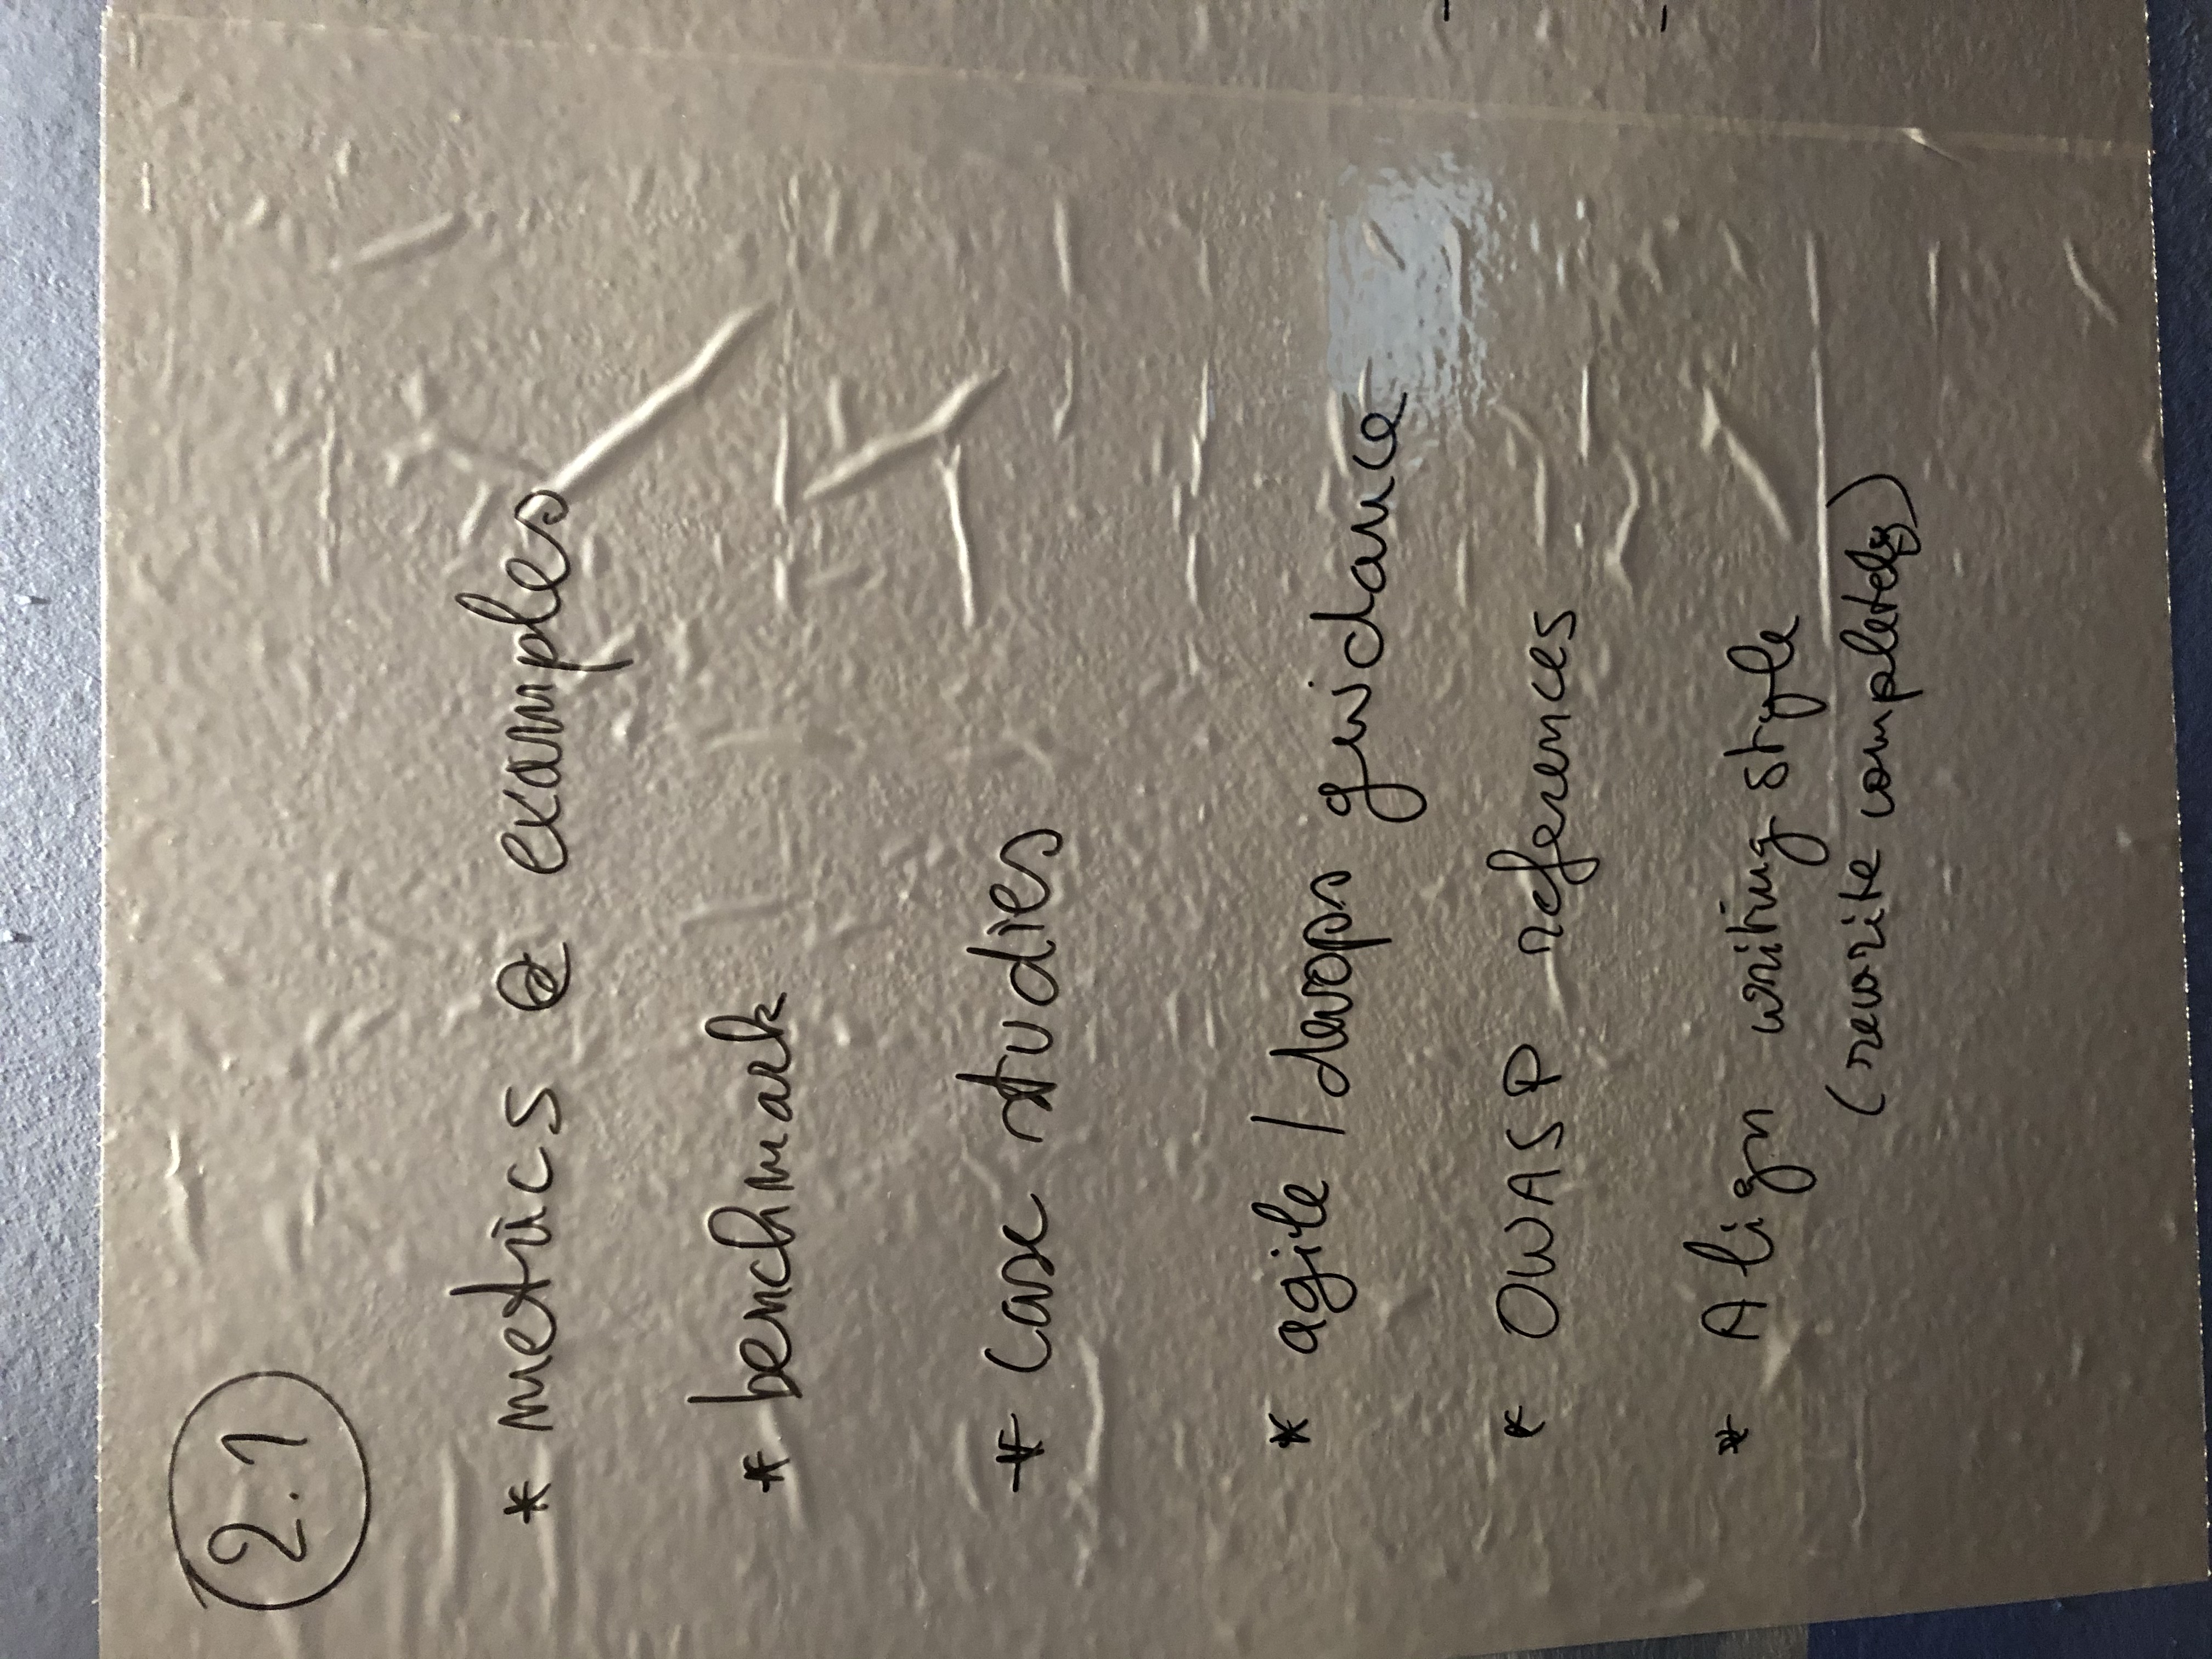 2.1
* metrics & examples
* benchmark
* case studies
* agile / devops guidance
* OWASP references
* Align writing style
(rewrite completely)